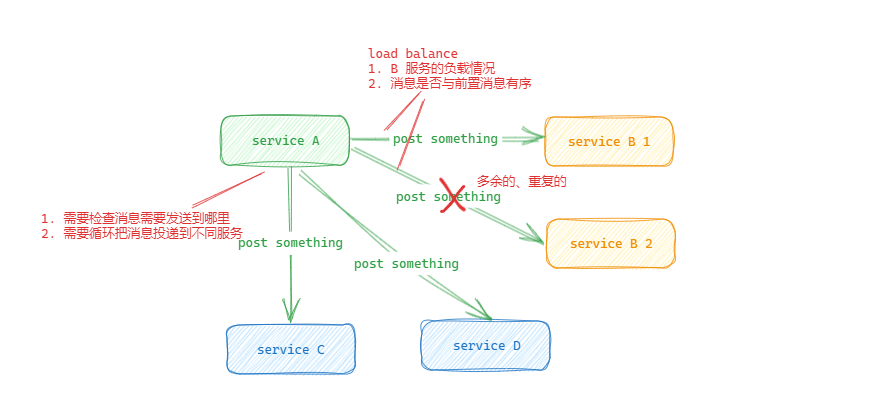 load balance
1. B 服务的负载情况
2. 消息是否与前置消息有序
service A
post something
service B 1
多余的、重复的
post something
1. 需要检查消息需要发送到哪里
2. 需要循环把消息投递到不同服务
post something
service B 2
post something
service C
service D